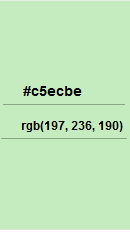 #c5ecbe
rgb(197, 236, 190)